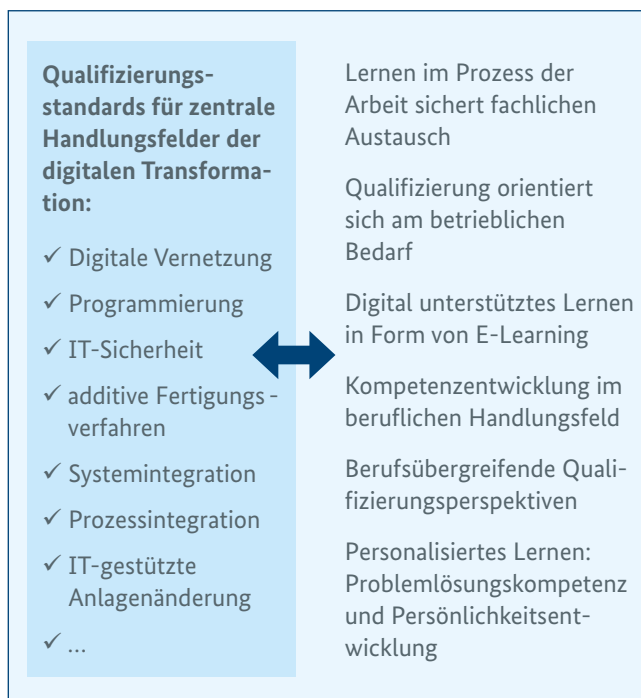 Qualifizierungs-
standards für zentrale
Handlungsfelder der
digitalen Transforma-
tion:
✓ Digitale Vernetzung
✓ Programmierung
✓ IT-Sicherheit
✓ additive Fertigungs-
verfahren
✓ Systemintegration
✓ Prozessintegration
✓ IT-gestützte
Anlagenänderung
✓ ...
Lernen im Prozess der
Arbeit sichert fachlichen
Austausch
Qualifizierung orientiert
sich am betrieblichen
Bedarf
Digital unterstütztes Lernen
in Form von E-Learning
Kompetenzentwicklung im
beruflichen Handlungsfeld
Berufsübergreifende Quali-
fizierungsperspektiven
Personalisiertes Lernen:
Problemlösungskompetenz
und Persönlichkeitsent-
wicklung